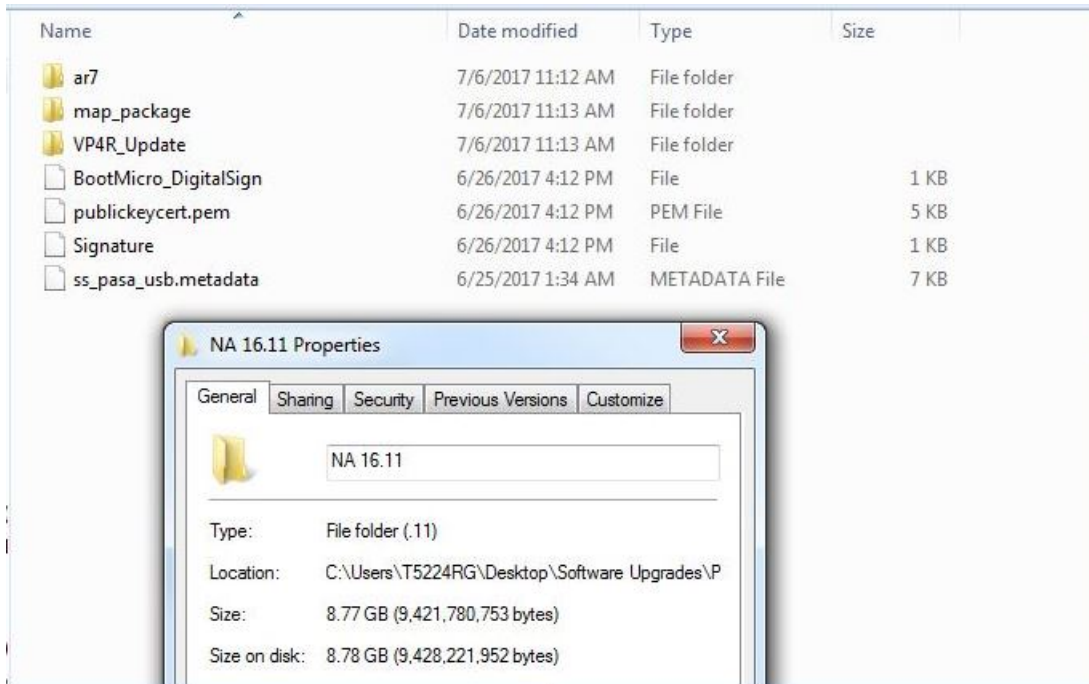 Name Date modified Type Size
ar7 7/6/2017 11:12 AM File folder
map_package 7/6/2017 11:13 AM File folder
VP4R_Update 7/6/2017 11:13 AM File folder
BootMicro_DigitalSign 6/26/2017 4:12 PM File 1 KB
publickeycert.pem 6/26/2017 4:12 PM PEM File 5 KB
Signature 6/26/2017 4:12 PM File 1 KB
ss_pasa_usb.metadata 6/25/2017 1:34 AM METADATA File 7 KB
NA 16.11 Properties
General Sharing Security Previous Versions Customize
NA 16.11
Type: File folder (.11)
Location: C:\Users\T5224RG\Desktop\Software Upgrades\P
Size: 8.77 GB (9,421,780,753 bytes)
Size on disk: 8.78 GB (9,428,221,952 bytes)